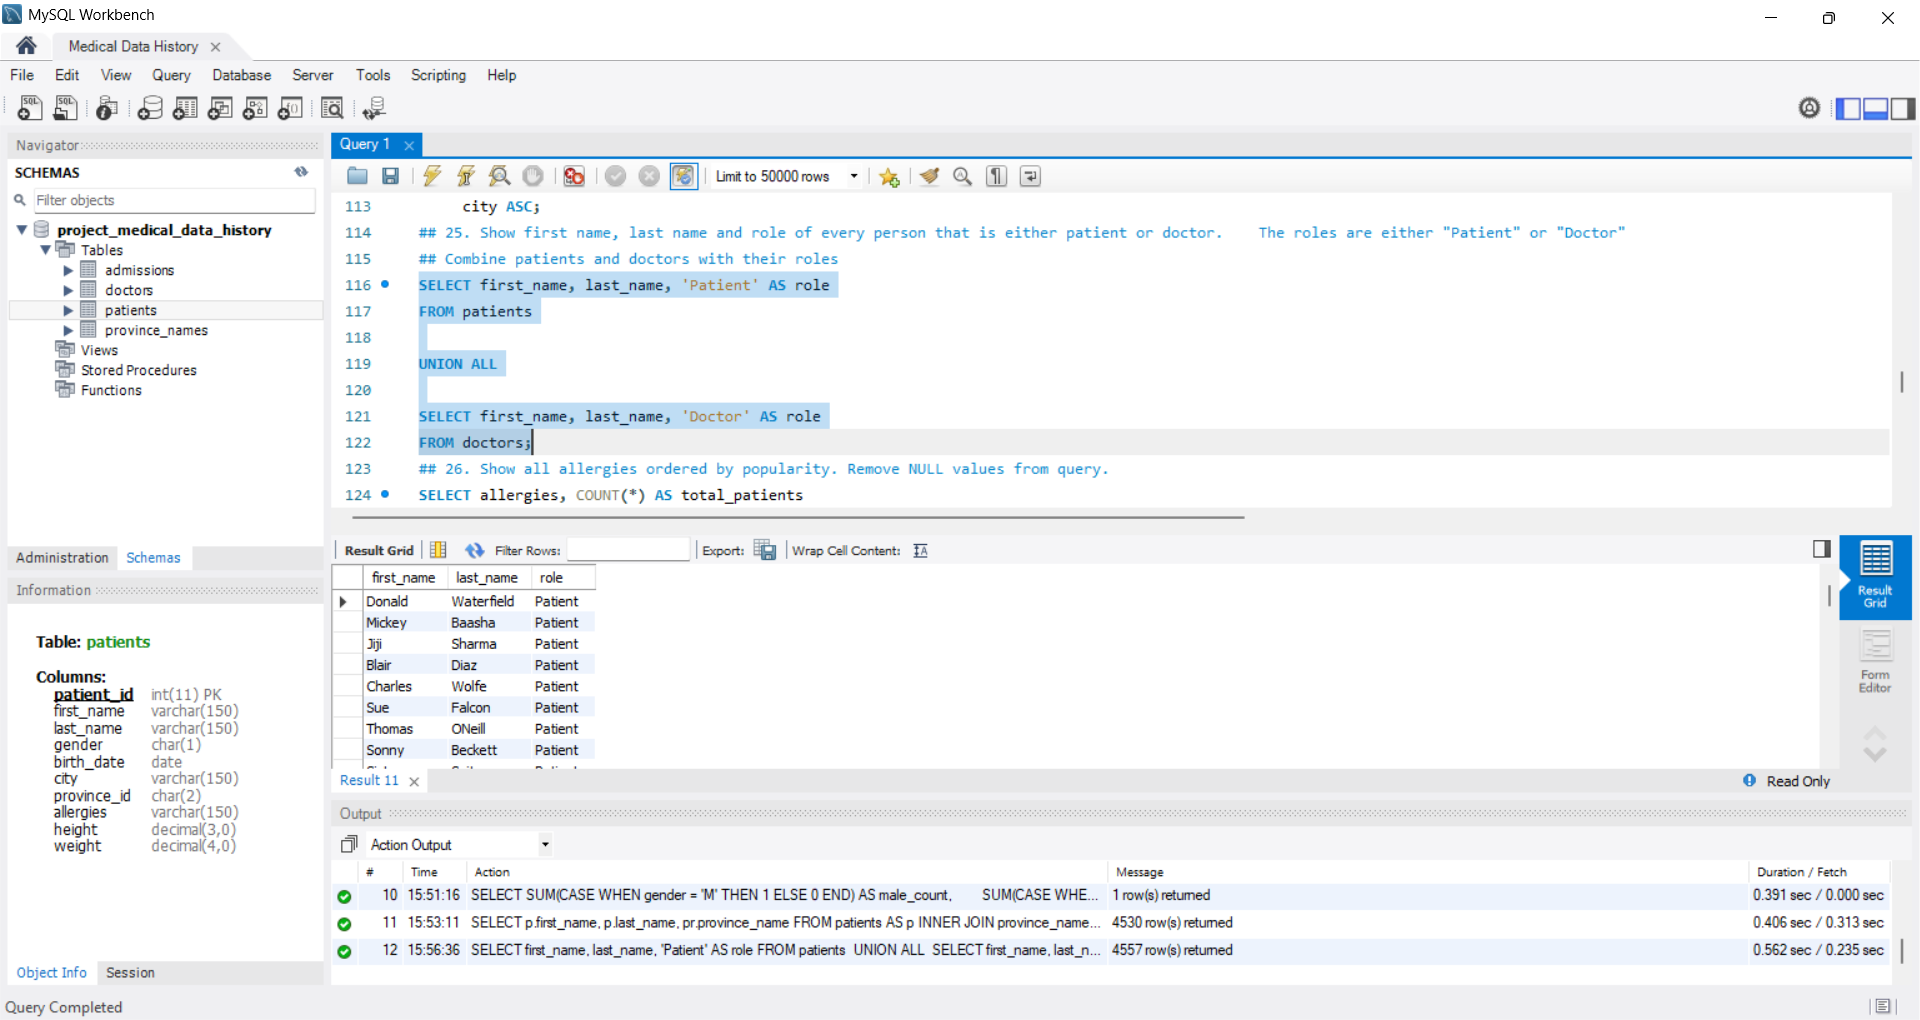 MySQL Workbench
Medical Data History
File Edit View Query Database Server Tools Scripting Help
Navigator
SCHEMAS
Filter objects
project_medical_data_history
Tables
admissions
doctors
patients
province_names
Views
Stored Procedures
Functions
Administration Schemas
Information
Table: patients
Columns:
patient_id int(11) PK
first_name varchar(150)
last_name varchar(150)
gender char(1)
birth_date date
city varchar(150)
province_id char(2)
allergies varchar(150)
height decimal(3,0)
weight decimal(4,0)
Object Info Session
Query Completed
Query 1
Limit to 50000 rows
113 city ASC;
114 ## 25. Show first name, last name and role of every person that is either patient or doctor. The roles are either "Patient" or "Doctor"
115 ## Combine patients and doctors with their roles
116 SELECT first_name, last_name, 'Patient' AS role
117 FROM patients
118
119 UNION ALL
120
121 SELECT first_name, last_name, 'Doctor' AS role
122 FROM doctors;
123 ## 26. Show all allergies ordered by popularity. Remove NULL values from query.
124 SELECT allergies, COUNT(*) AS total_patients
Result Grid Filter Rows: Export: Wrap Cell Content:
first_name last_name role
Donald Waterfield Patient
Mickey Baasha Patient
Jiji Sharma Patient
Blair Diaz Patient
Charles Wolfe Patient
Sue Falcon Patient
Thomas ONeill Patient
Sonny Beckett Patient
Result Grid
Form Editor
Result 11
Read Only
Output
Action Output
# Time Action Message Duration / Fetch
10 15:51:16 SELECT SUM(CASE WHEN gender = 'M' THEN 1 ELSE 0 END) AS male_count, SUM(CASE WHE... 1 row(s) returned 0.391 sec / 0.000 sec
11 15:53:11 SELECT p.first_name, p.last_name, pr.province_name FROM patients AS p INNER JOIN province_name... 4530 row(s) returned 0.406 sec / 0.313 sec
12 15:56:36 SELECT first_name, last_name, 'Patient' AS role FROM patients UNION ALL SELECT first_name, last_n... 4557 row(s) returned 0.562 sec / 0.235 sec